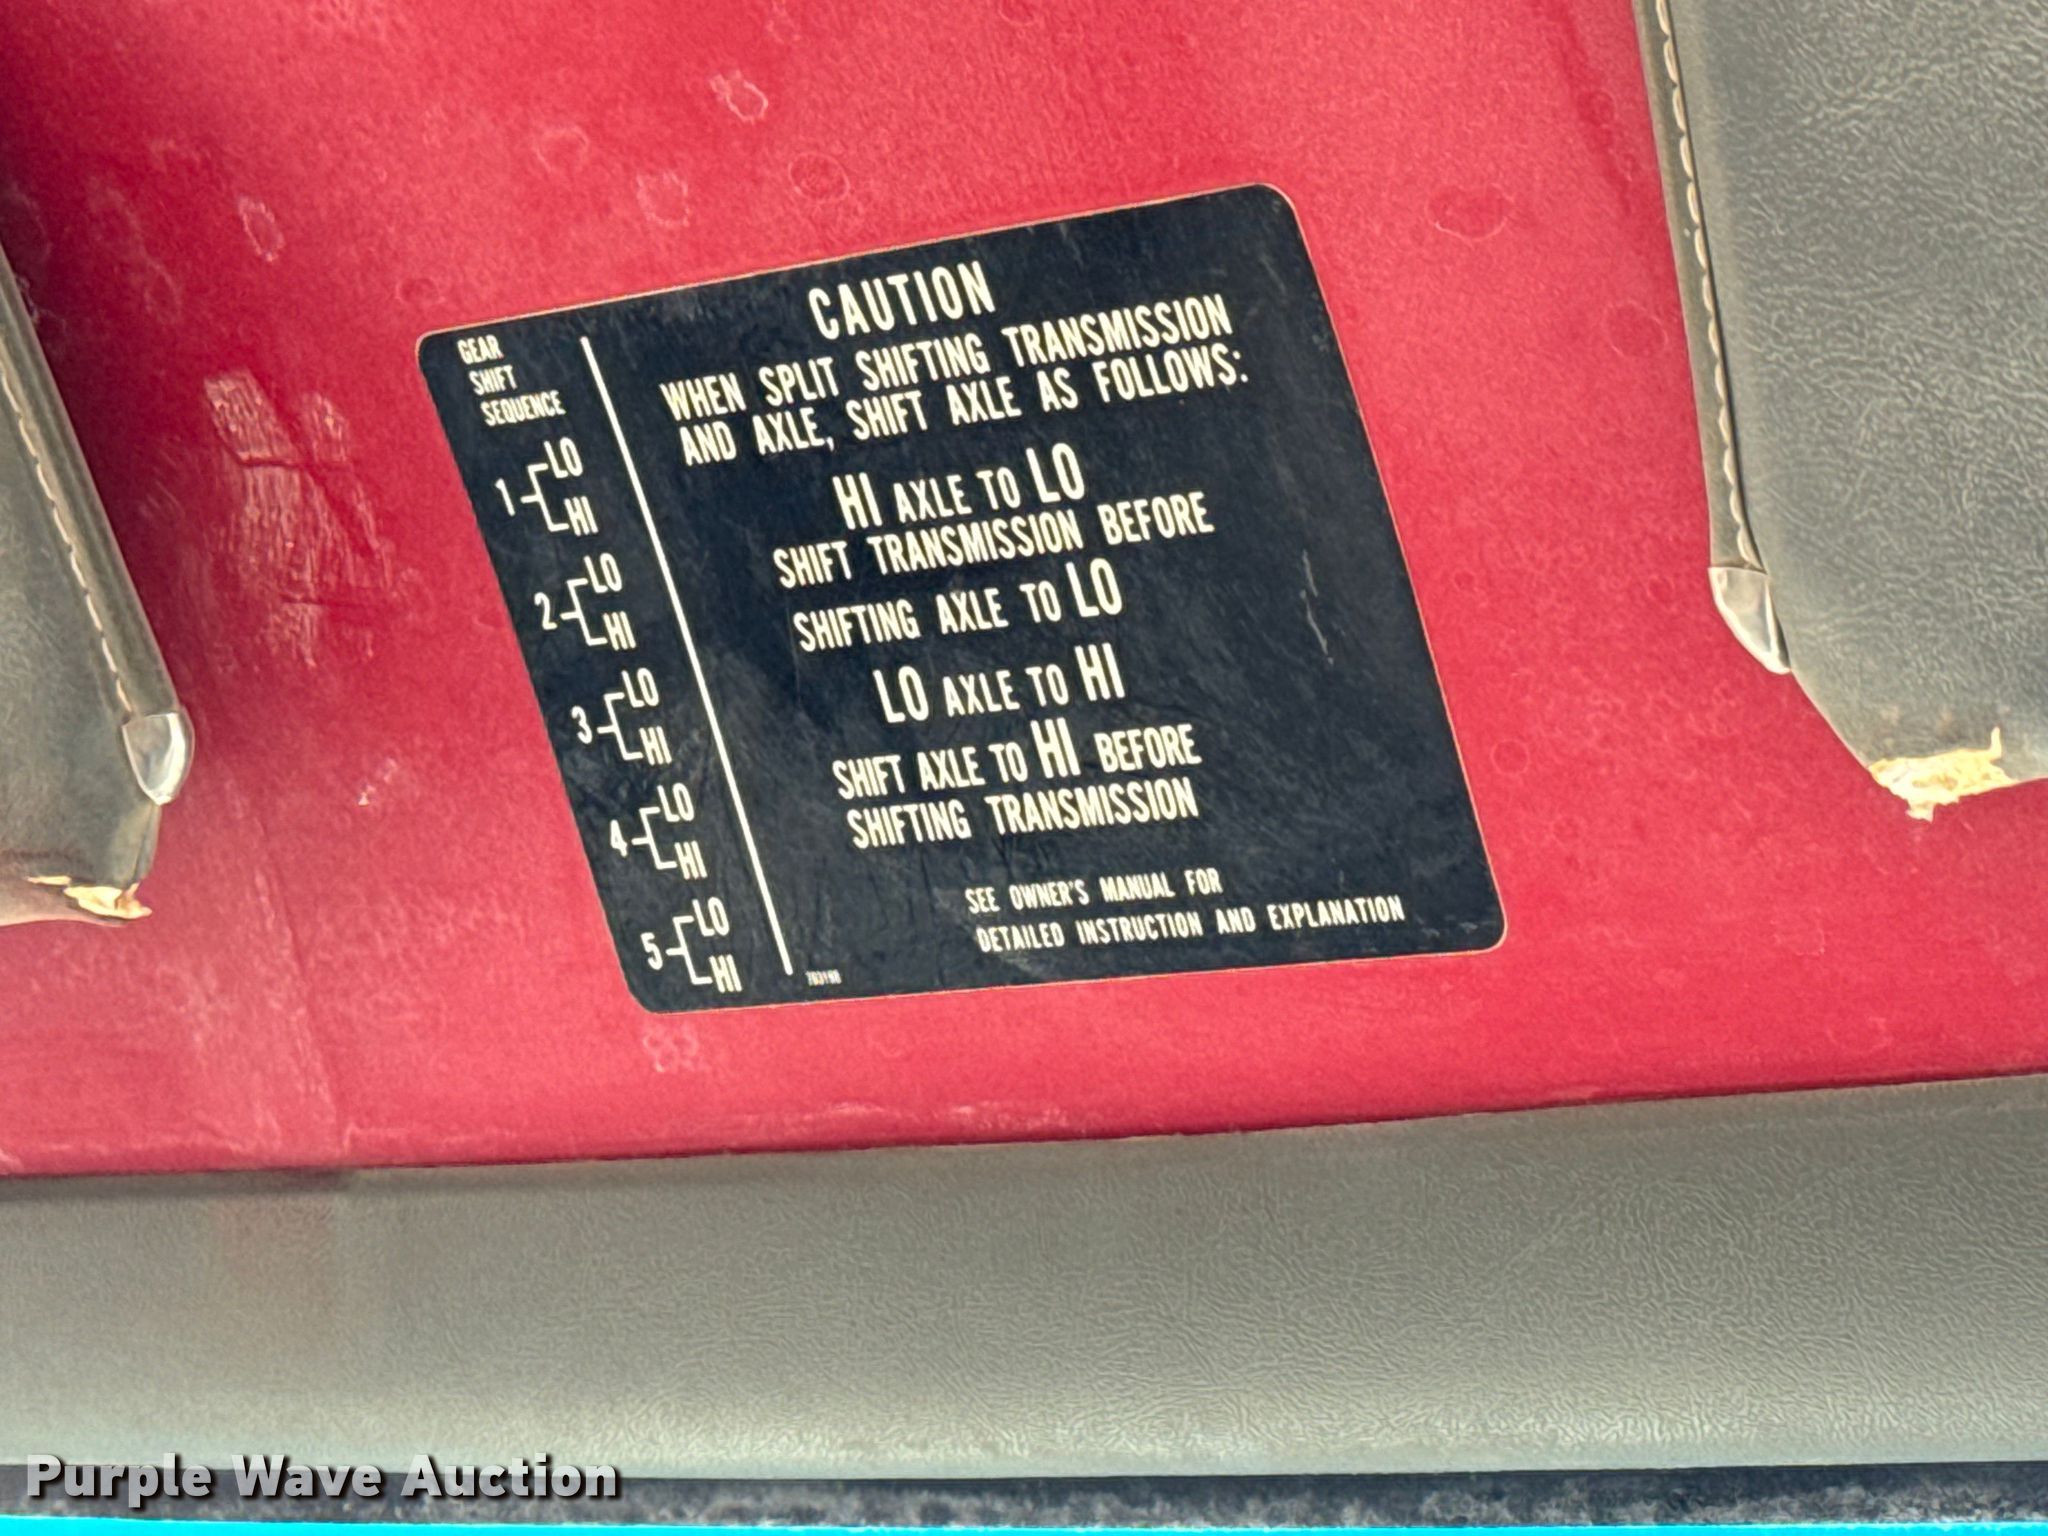 GEAR
SHIFT
SEQUENCE
1 LO
HI
2 LO
HI
3 LO
HI
4 LO
HI
5 LO
HI
CAUTION
WHEN SPLIT SHIFTING TRANSMISSION
AND AXLE, SHIFT AXLE AS FOLLOWS:
HI AXLE TO LO
SHIFT TRANSMISSION BEFORE
SHIFTING AXLE TO LO
LO AXLE TO HI
SHIFT AXLE TO HI BEFORE
SHIFTING TRANSMISSION
SEE OWNER'S MANUAL FOR
DETAILED INSTRUCTION AND EXPLANATION
Purple Wave Auction